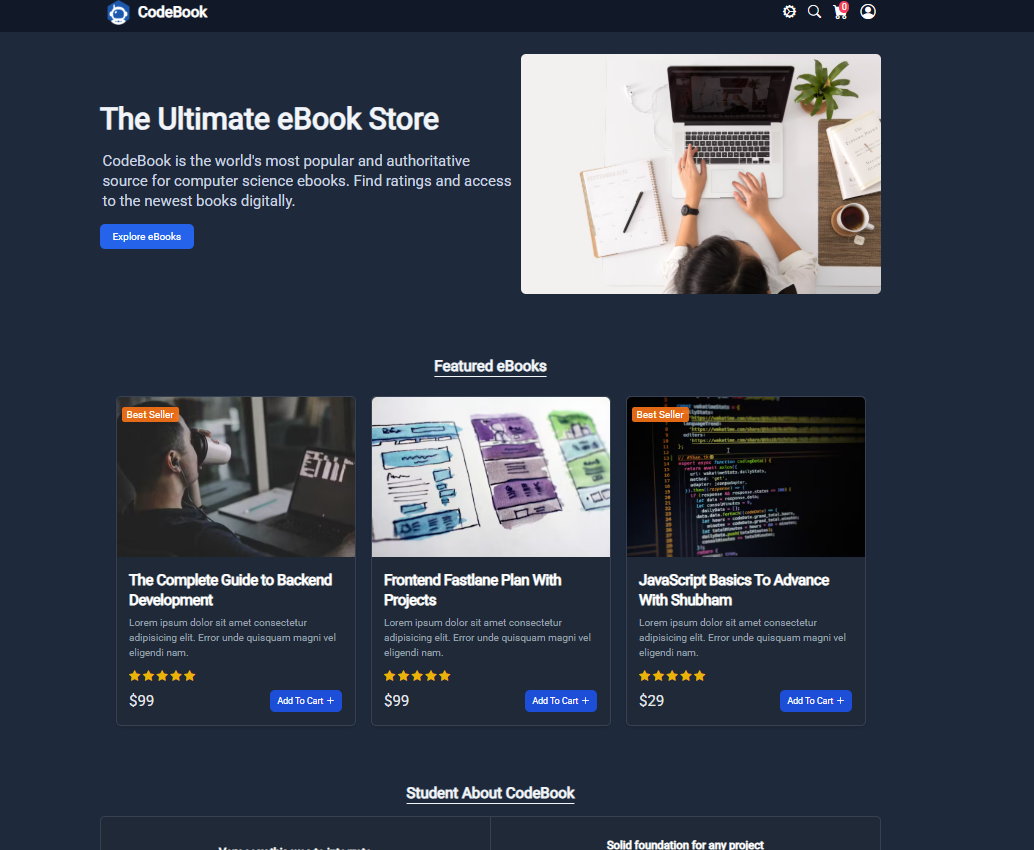 CodeBook
0
The Ultimate eBook Store
CodeBook is the world's most popular and authoritative
source for computer science ebooks. Find ratings and access
to the newest books digitally.
Explore eBooks
Featured eBooks
Best Seller
The Complete Guide to Backend
Development
Lorem ipsum dolor sit amet consectetur
adipisicing elit. Error unde quisquam magni vel
eligendi nam.
$99
Add To Cart +
Frontend Fastlane Plan With
Projects
Lorem ipsum dolor sit amet consectetur
adipisicing elit. Error unde quisquam magni vel
eligendi nam.
$99
Add To Cart +
Best Seller
JavaScript Basics To Advance
With Shubham
Lorem ipsum dolor sit amet consectetur
adipisicing elit. Error unde quisquam magni vel
eligendi nam.
$29
Add To Cart +
Student About CodeBook
Solid foundation for any project